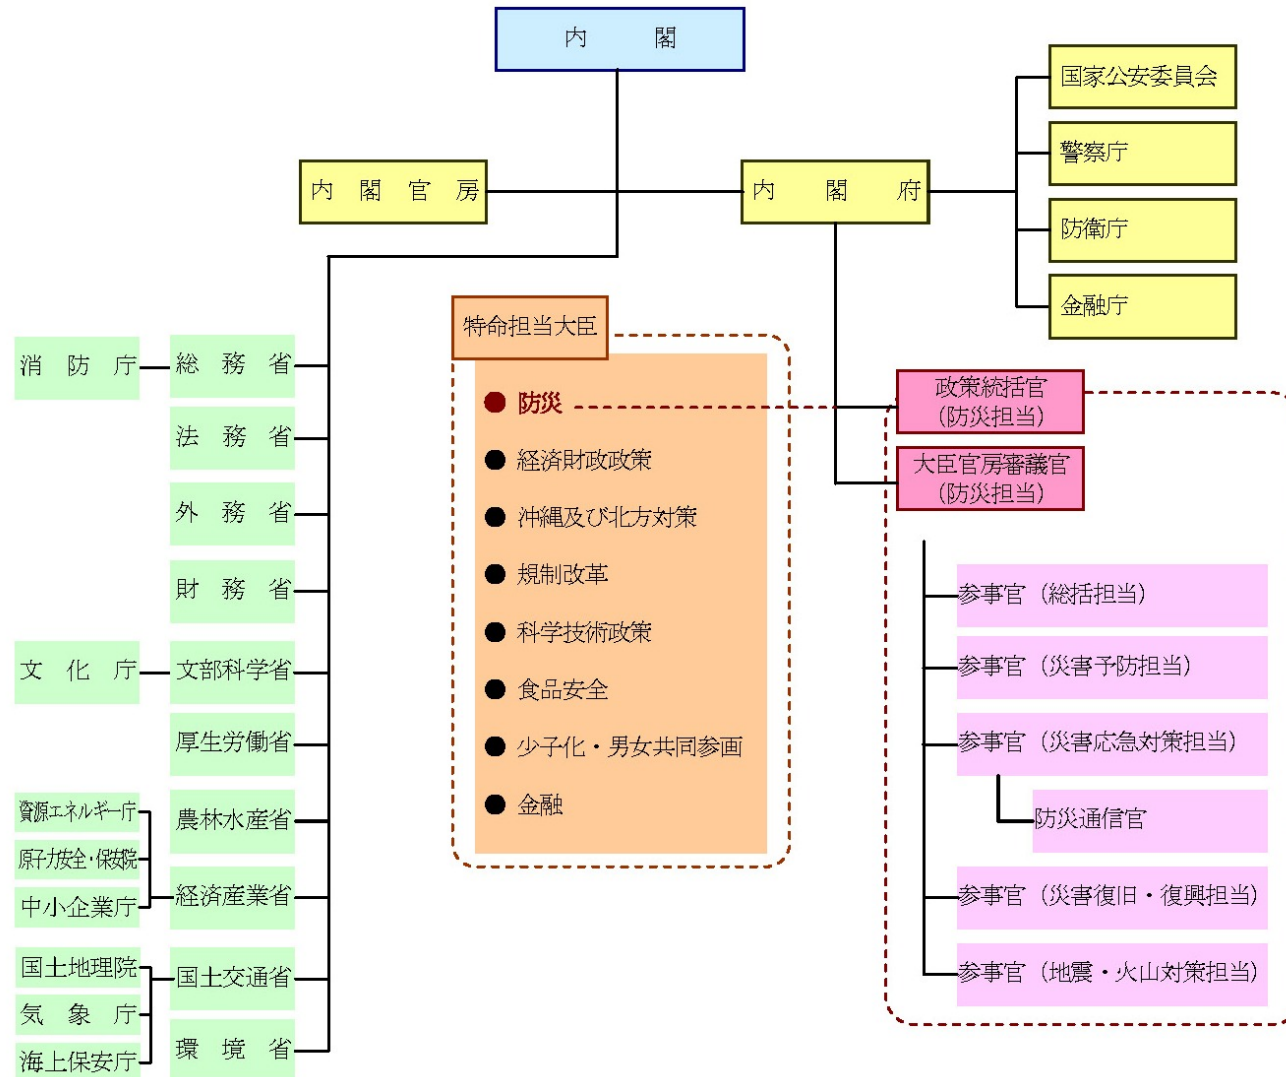 内閣
国家公安委員会
警察庁
内閣官房
内閣府
防衛庁
金融庁
特命担当大臣
防災
経済財政政策
沖縄及び北方対策
規制改革
科学技術政策
食品安全
少子化・男女共同参画
金融
政策統括官
(防災担当)
大臣官房審議官
(防災担当)
参事官(総括担当)
参事官(災害予防担当)
参事官(災害応急対策担当)
防災通信官
参事官(災害復旧・復興担当)
参事官(地震・火山対策担当)
消防庁
総務省
法務省
外務省
財務省
文化庁
文部科学省
厚生労働省
農林水産省
資源エネルギー庁
原子力安全・保安院
中小企業庁
経済産業省
国土地理院
気象庁
海上保安庁
国土交通省
環境省